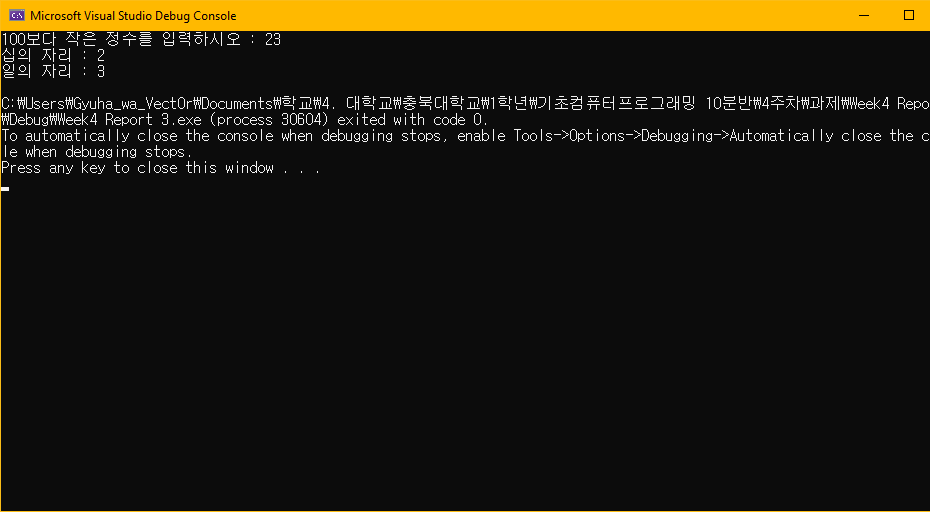 Microsoft Visual Studio Debug Console
100보다 작은 정수를 입력하시오 : 23
십의 자리 : 2
일의 자리 : 3
C:₩Users₩Gyuha_wa_VectOr₩Documents₩학교₩4. 대학교₩충북대학교₩1학년₩기초컴퓨터프로그래밍 10분반₩4주차₩과제₩Week4 Repo
₩Debug₩Week4 Report 3.exe (process 30604) exited with code 0.
To automatically close the console when debugging stops, enable Tools->Options->Debugging->Automatically close the c
le when debugging stops.
Press any key to close this window . . .